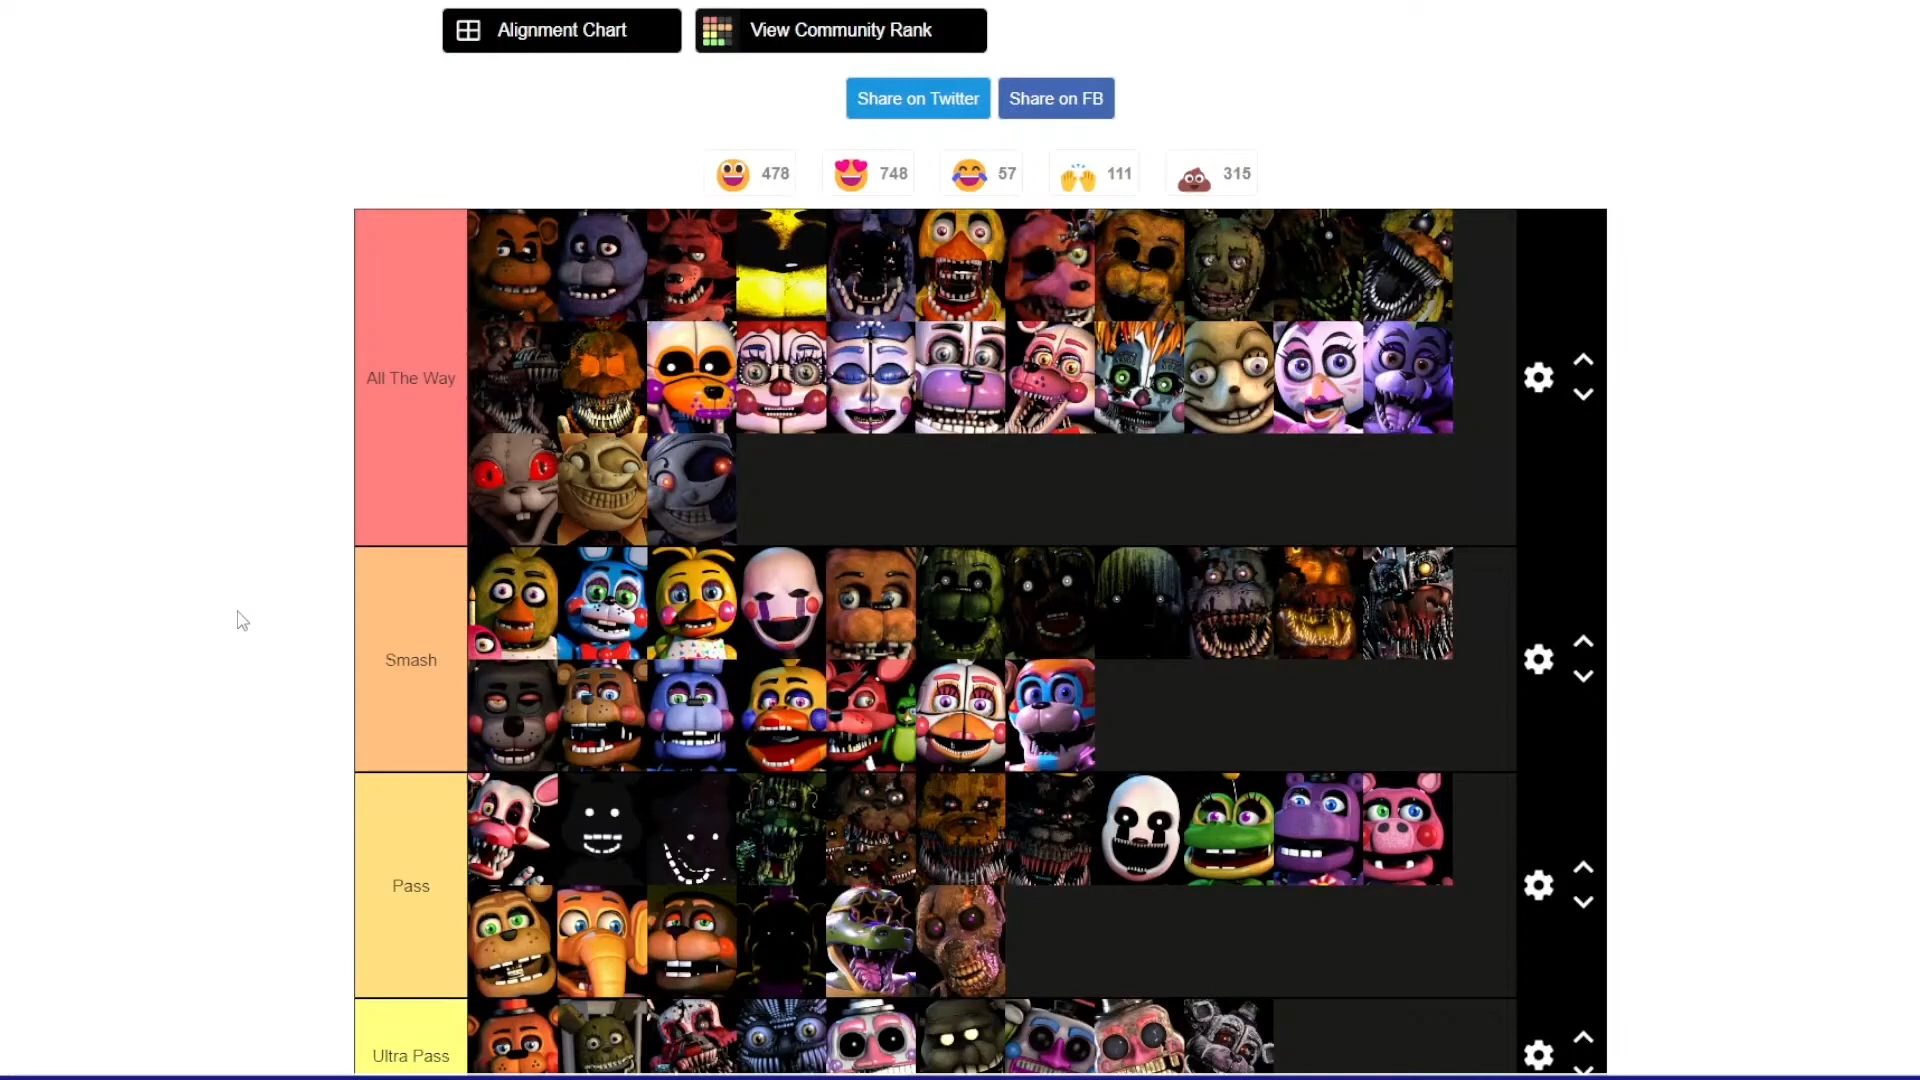 Alignment Chart
View Community Rank
Share on Twitter
Share on FB
478
748
57
111
315
All The Way
Smash
Pass
Ultra Pass